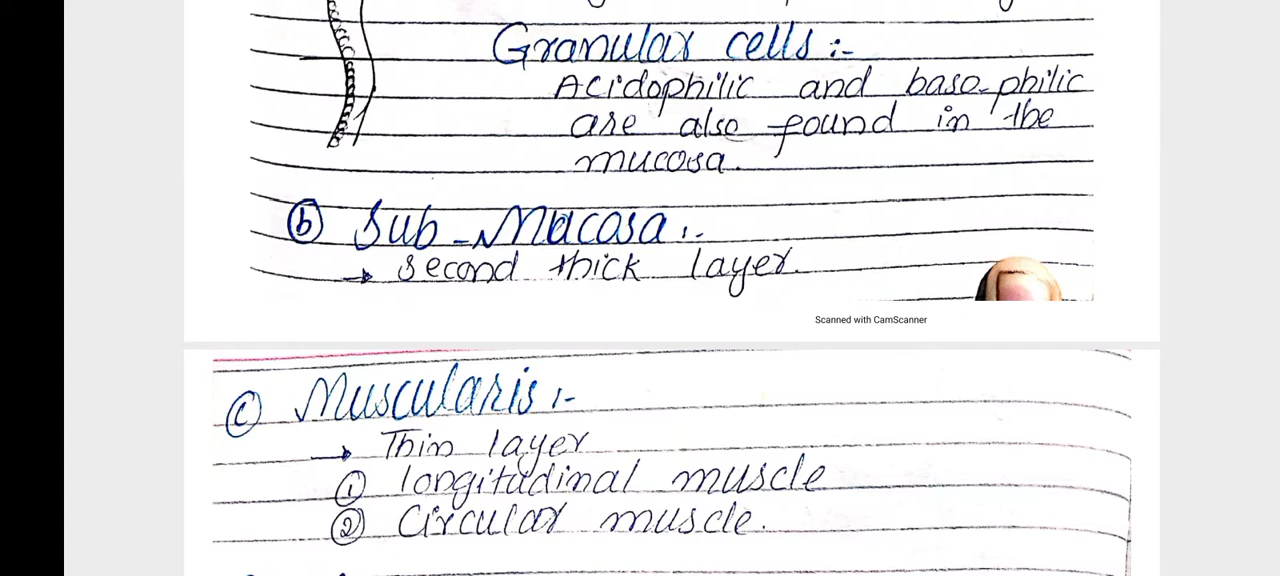 Granular cells :-
Acidophilic and baso-philic
are also found in the
mucosa.
(b) Sub-Mucosa :-
→ Second thick layer.
Scanned with CamScanner
(c) Muscularis :-
→ Thin layer
(1) longitudinal muscle
(2) Circular muscle.